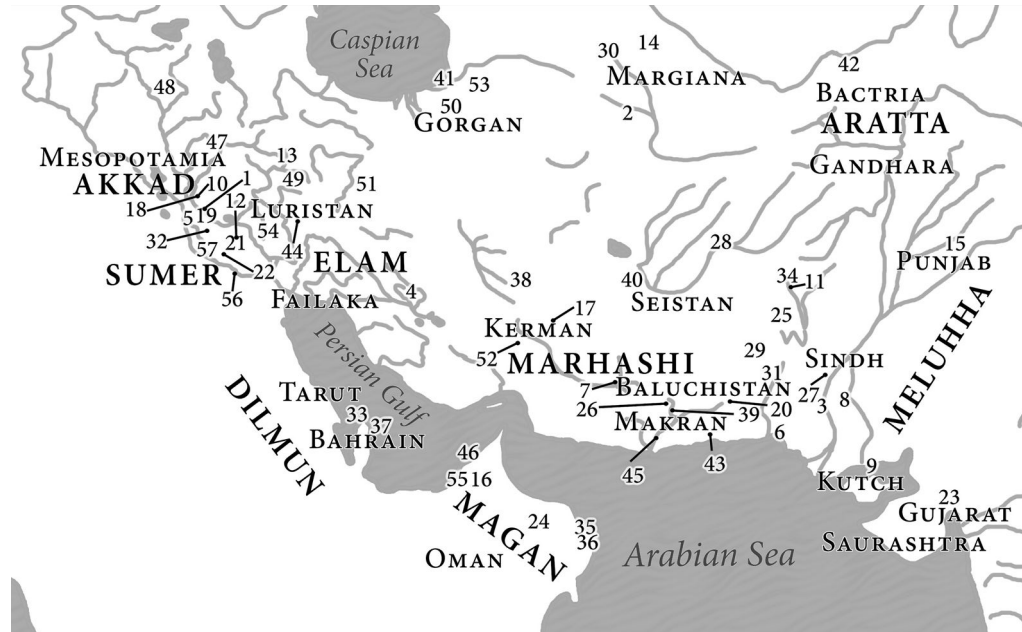 Caspian
Sea
30
14
42
41
53
MARGIANA
48
BACTRIA
50
2
GORGAN
ARATTA
47
MESOPOTAMIA
13
GANDHARA
AKKAD
10
1
49
51
18
12
LURISTAN
5
19
32
54
57
21
44
28
15
PUNJAB
SUMER
22
ELAM
56
FAILAKA
4
38
40
SEISTAN
34
11
17
KERMAN
25
Persian Gulf
52
MARHASHI
29
SINDH
MELUHHA
7
BALUCHISTAN
31
27
TARUT
26
39
20
3
8
33
37
MAKRAN
6
DILMUN
BAHRAIN
46
45
43
9
KUTCH
55
16
23
MAGAN
24
35
GUJARAT
36
SAURASHTRA
OMAN
Arabian Sea